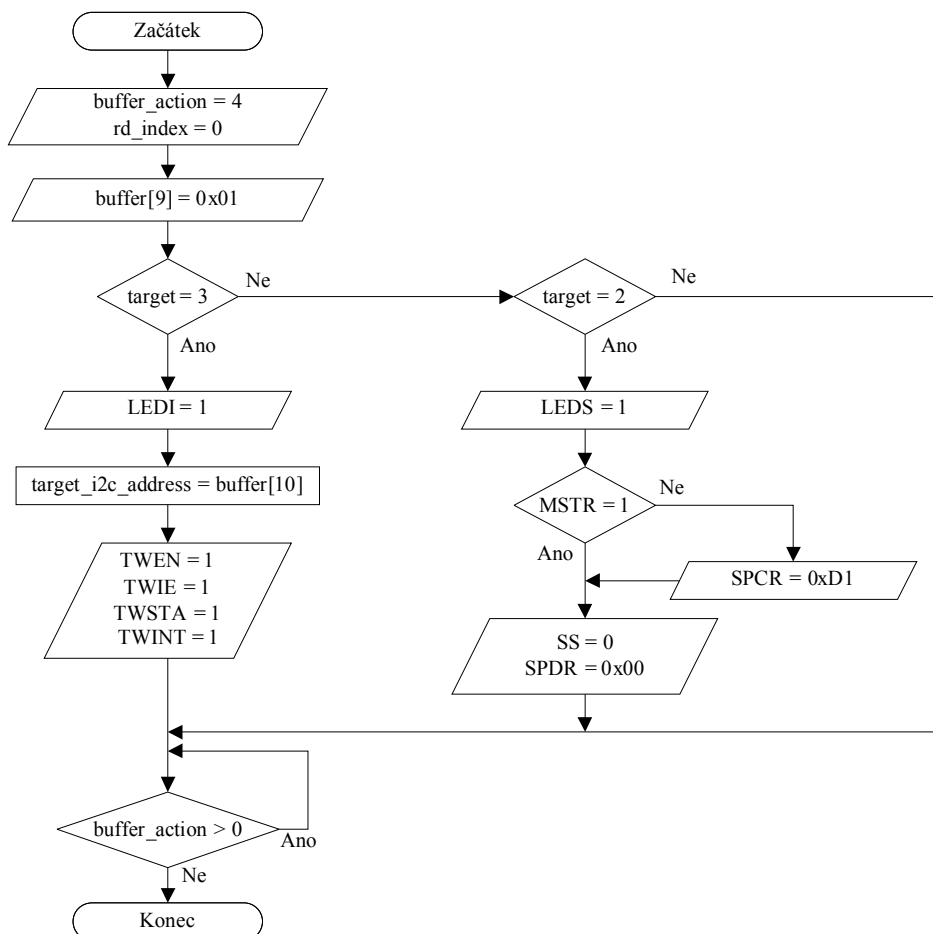 Začátek
buffer_action = 4
rd_index = 0
buffer[9] = 0x01
target = 3
Ne
Ano
target = 2
Ne
Ano
LEDI = 1
LEDS = 1
target_i2c_address = buffer[10]
MSTR = 1
Ne
Ano
TWEN = 1
TWIE = 1
TWSTA = 1
TWINT = 1
SPCR = 0xD1
SS = 0
SPDR = 0x00
buffer_action > 0
Ano
Ne
Konec